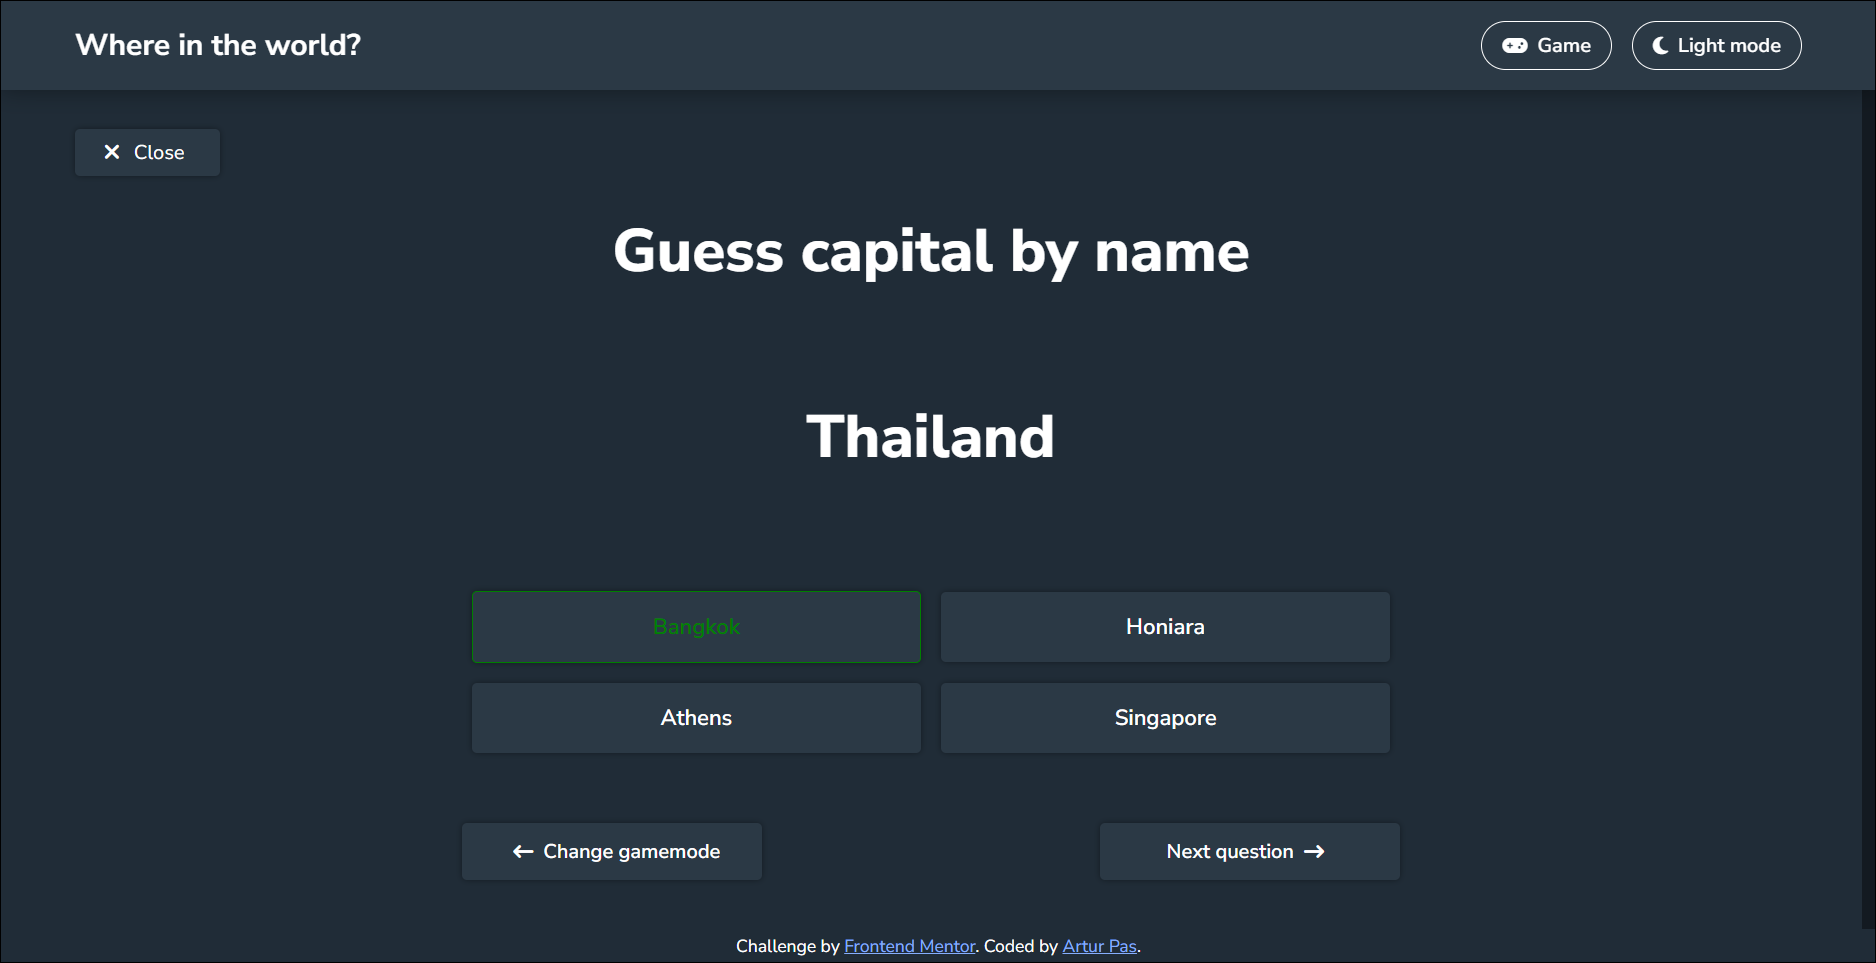 Where in the world?
Game
Light mode
Close
Guess capital by name
Thailand
Bangkok
Honiara
Athens
Singapore
Change gamemode
Next question
Challenge by Frontend Mentor. Coded by Artur Pas.